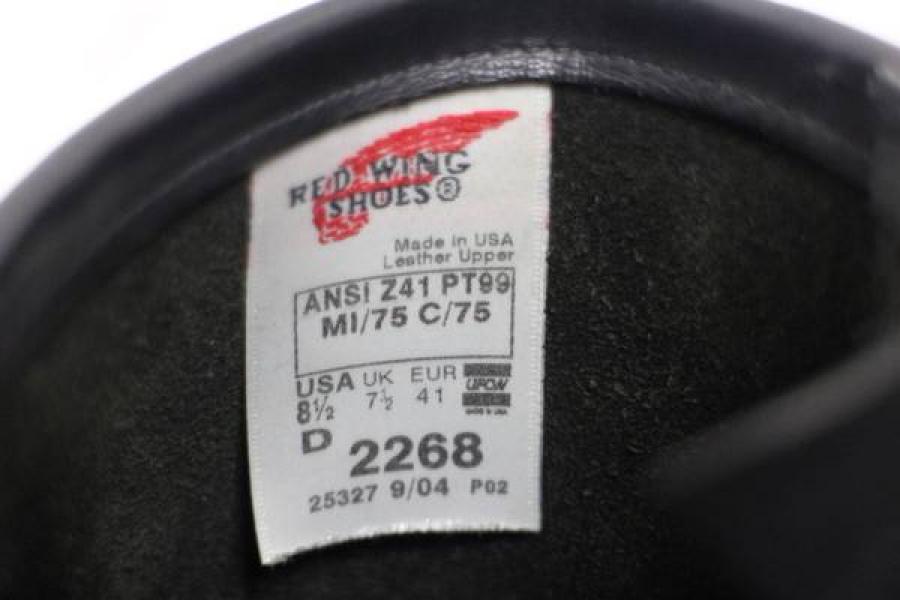 RED WING
SHOES®
Made in USA
Leather Upper
ANSI Z41 PT99
MI/75 C/75
USA UK EUR
8½ 7½ 41
UFCW
D
2268
25327 9/04 P02